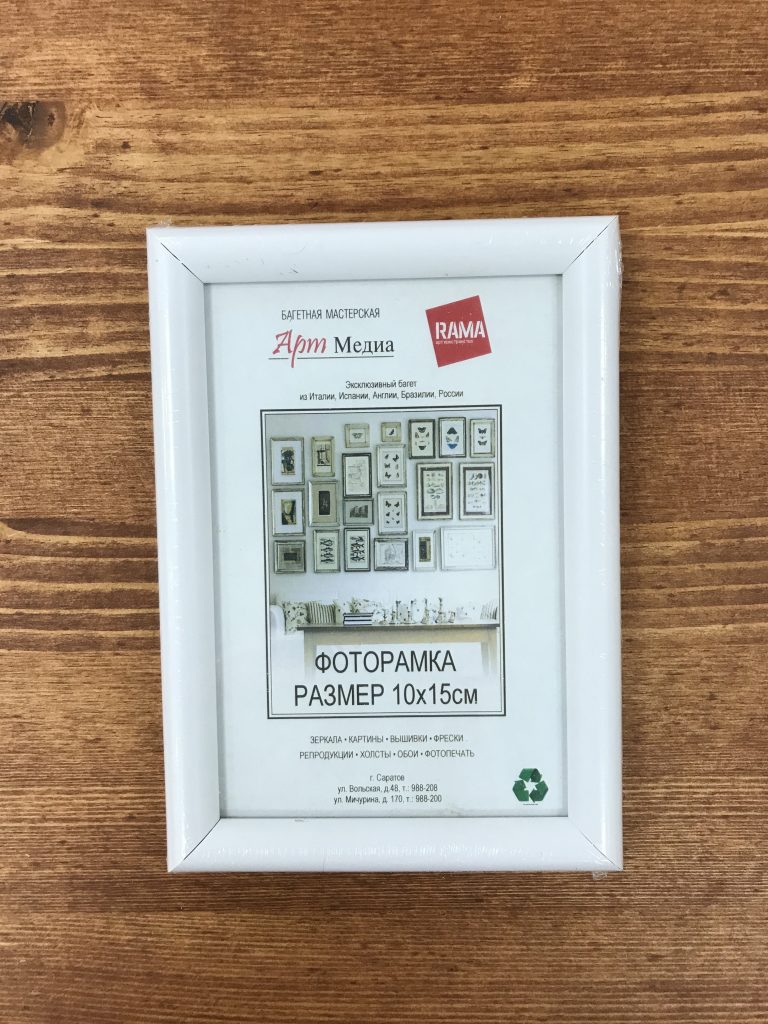 БАГЕТНАЯ МАСТЕРСКАЯ
Арт Медиа
RAMA
Эксклюзивный багет
из Италии, Испании, Англии, Бразилии, России
ФОТОРАМКА
РАЗМЕР 10х15см
ЗЕРКАЛА • КАРТИНЫ • ВЫШИВКИ • ФРЕСКИ
РЕПРОДУКЦИИ • ХОЛСТЫ • ОБОИ • ФОТОПЕЧАТЬ
г. Саратов
ул. Вольская, д.48, т.: 988-208
ул. Мичурина, д. 170, т.: 988-200